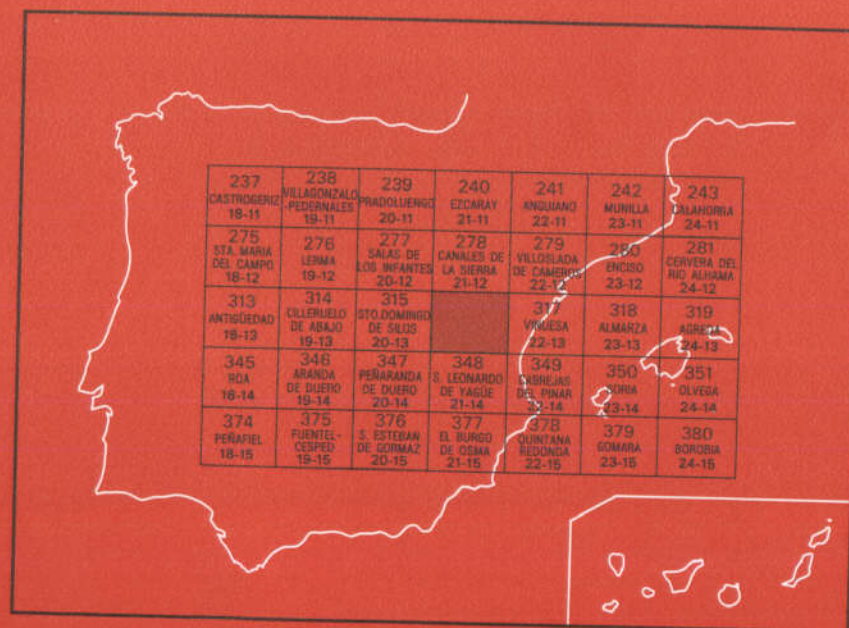 237
CASTROGERIZ
18-11
238
VILLAGONZALO
-PEDERNALES
19-11
239
PRADOLUENGO
20-11
240
EZCARAY
21-11
241
ANGUIANO
22-11
242
MUNILLA
23-11
243
CALAHORRA
24-11
275
STA. MARIA
DEL CAMPO
18-12
276
LERMA
19-12
277
SALAS DE
LOS INFANTES
20-12
278
CANALES DE
LA SIERRA
21-12
279
VILLOSLADA
DE CAMEROS
22-12
280
ENCISO
23-12
281
CERVERA DEL
RIO ALHAMA
24-12
313
ANTIGÜEDAD
18-13
314
CILLERUELO
DE ABAJO
19-13
315
STO.DOMINGO
DE SILOS
20-13
317
VINUESA
22-13
318
ALMARZA
23-13
319
AGREDA
24-13
345
ROA
18-14
346
ARANDA
DE DUERO
19-14
347
PEÑARANDA
DE DUERO
20-14
348
S. LEONARDO
DE YAGÜE
21-14
349
CABREJAS
DEL PINAR
22-14
350
SORIA
23-14
351
OLVEGA
24-14
374
PEÑAFIEL
18-15
375
FUENTEL-
CESPED
19-15
376
S. ESTEBAN
DE GORMAZ
20-15
377
EL BURGO
DE OSMA
21-15
378
QUINTANA
REDONDA
22-15
379
GOMARA
23-15
380
BOROBIA
24-15